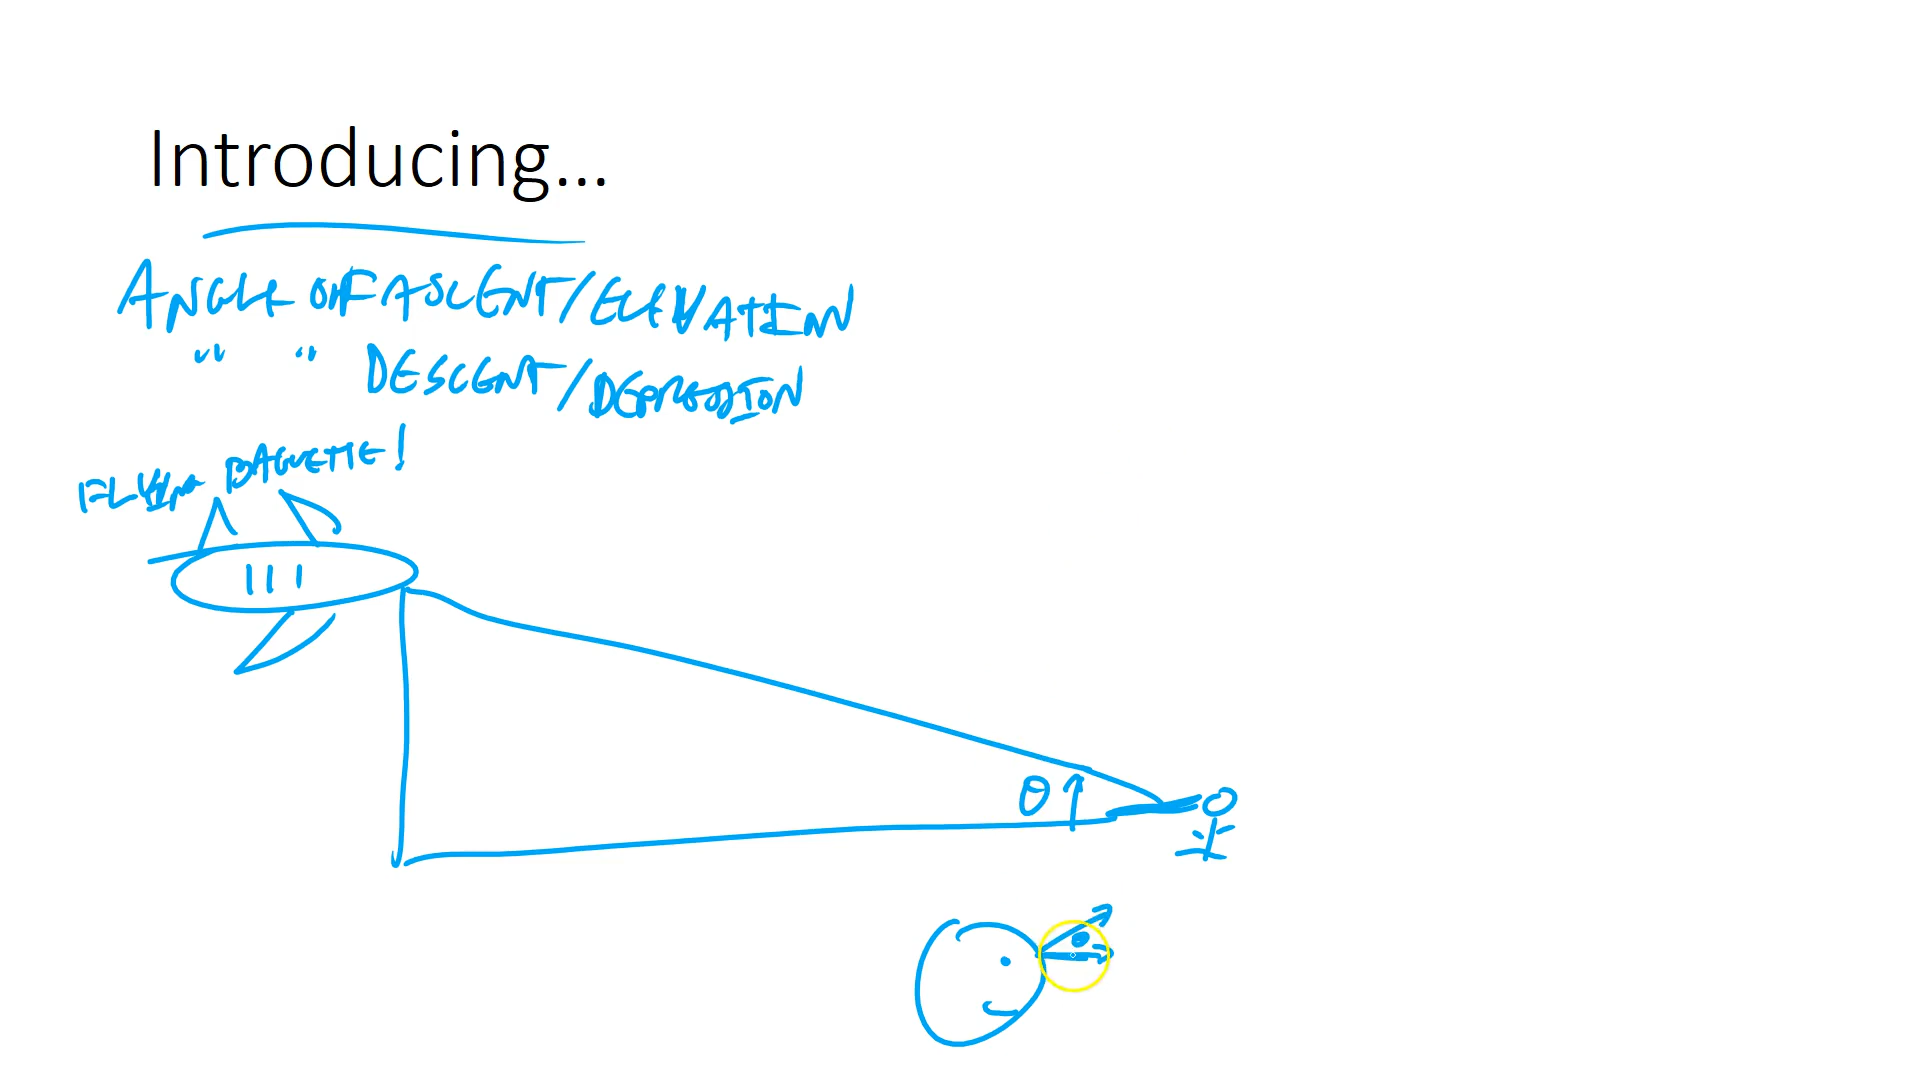 Introducing...
ANGLE OF ASCENT/ELEVATION
" " DESCENT/DEPRESSION
FLYING BAGUETTE!
θ
θ